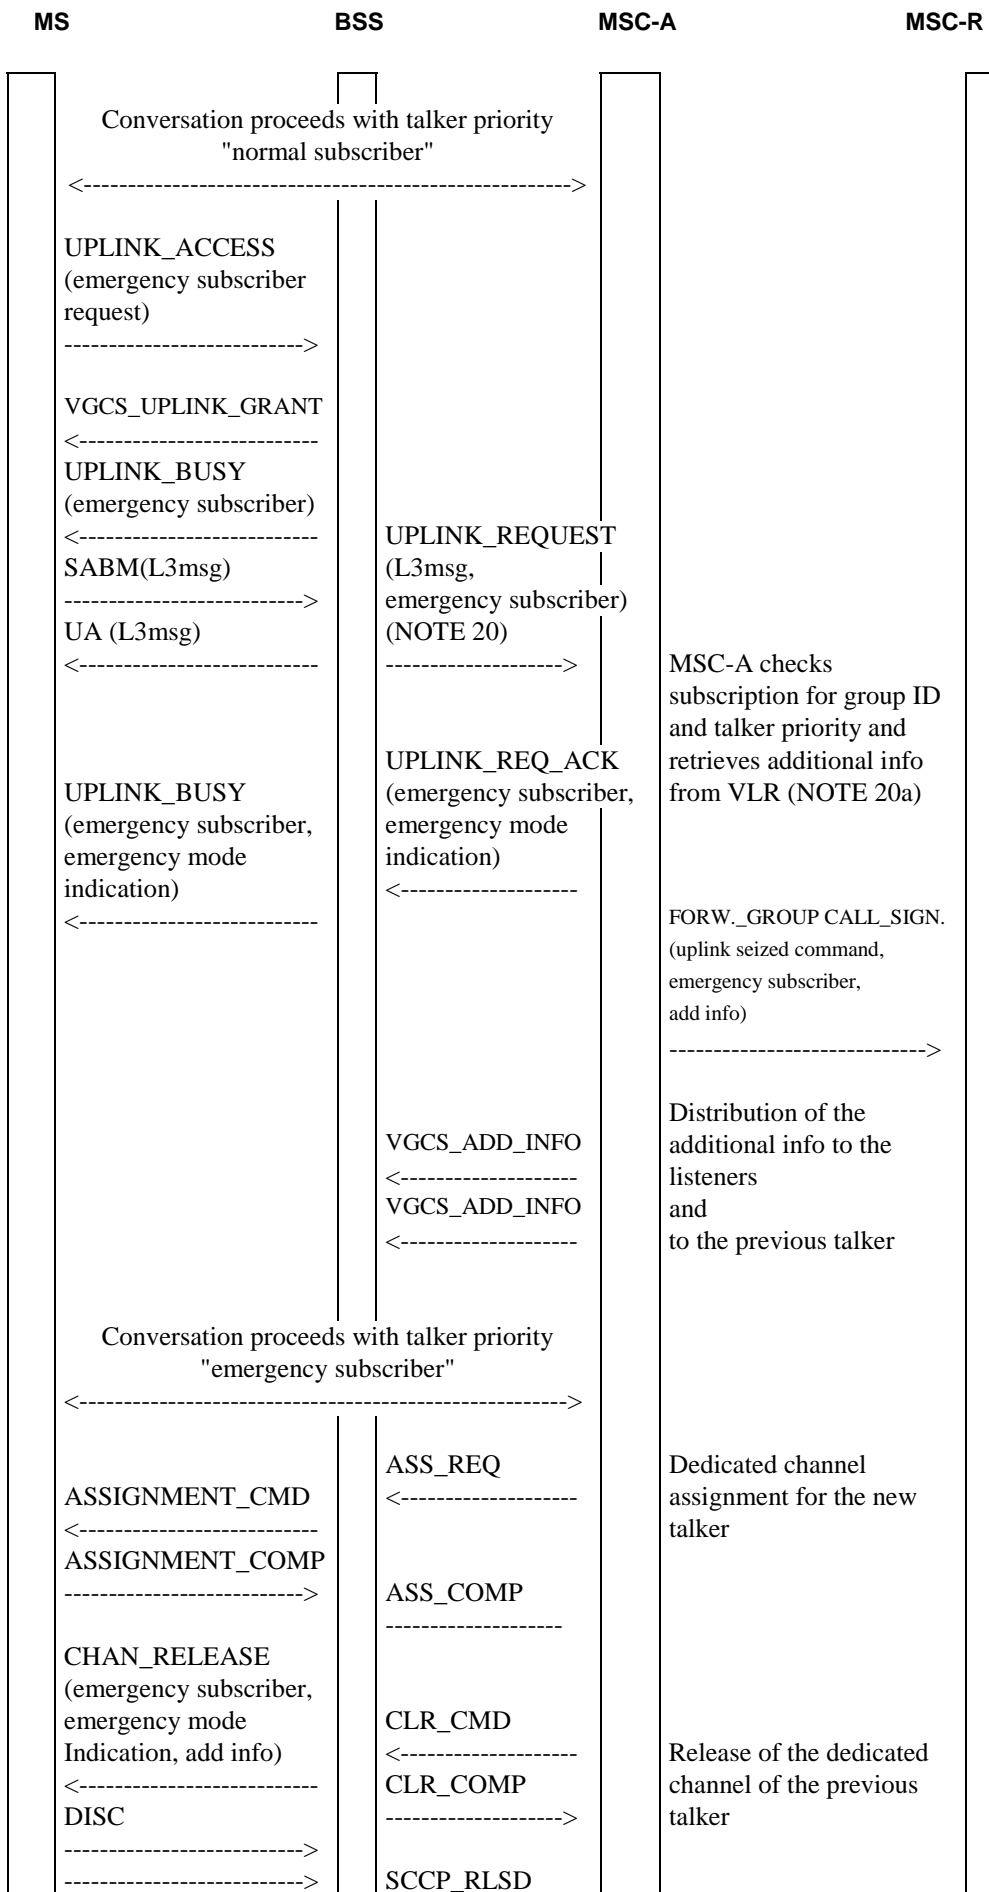 MS BSS MSC-A MSC-R
Conversation proceeds with talker priority
"normal subscriber"
<------------------------------------------------------->
UPLINK_ACCESS
(emergency subscriber
request)
--------------------------->
VGCS_UPLINK_GRANT
<---------------------------
UPLINK_BUSY
(emergency subscriber)
<---------------------------
SABM(L3msg)
--------------------------->
UA (L3msg)
<---------------------------
UPLINK_REQUEST
(L3msg,
emergency subscriber)
(NOTE 20)
-------------------->
MSC-A checks
subscription for group ID
and talker priority and
retrieves additional info
from VLR (NOTE 20a)
UPLINK_REQ_ACK
(emergency subscriber,
emergency mode
indication)
<--------------------
UPLINK_BUSY
(emergency subscriber,
emergency mode
indication)
<---------------------------
FORW._GROUP CALL_SIGN.
(uplink seized command,
emergency subscriber,
add info)
----------------------------->
VGCS_ADD_INFO
<--------------------
VGCS_ADD_INFO
<--------------------
Distribution of the
additional info to the
listeners
and
to the previous talker
Conversation proceeds with talker priority
"emergency subscriber"
<------------------------------------------------------->
ASS_REQ
<--------------------
Dedicated channel
assignment for the new
talker
ASSIGNMENT_CMD
<---------------------------
ASSIGNMENT_COMP
--------------------------->
ASS_COMP
--------------------
CHAN_RELEASE
(emergency subscriber,
emergency mode
Indication, add info)
<---------------------------
DISC
--------------------------->
--------------------------->
CLR_CMD
<--------------------
CLR_COMP
-------------------->
Release of the dedicated
channel of the previous
talker
SCCP_RLSD